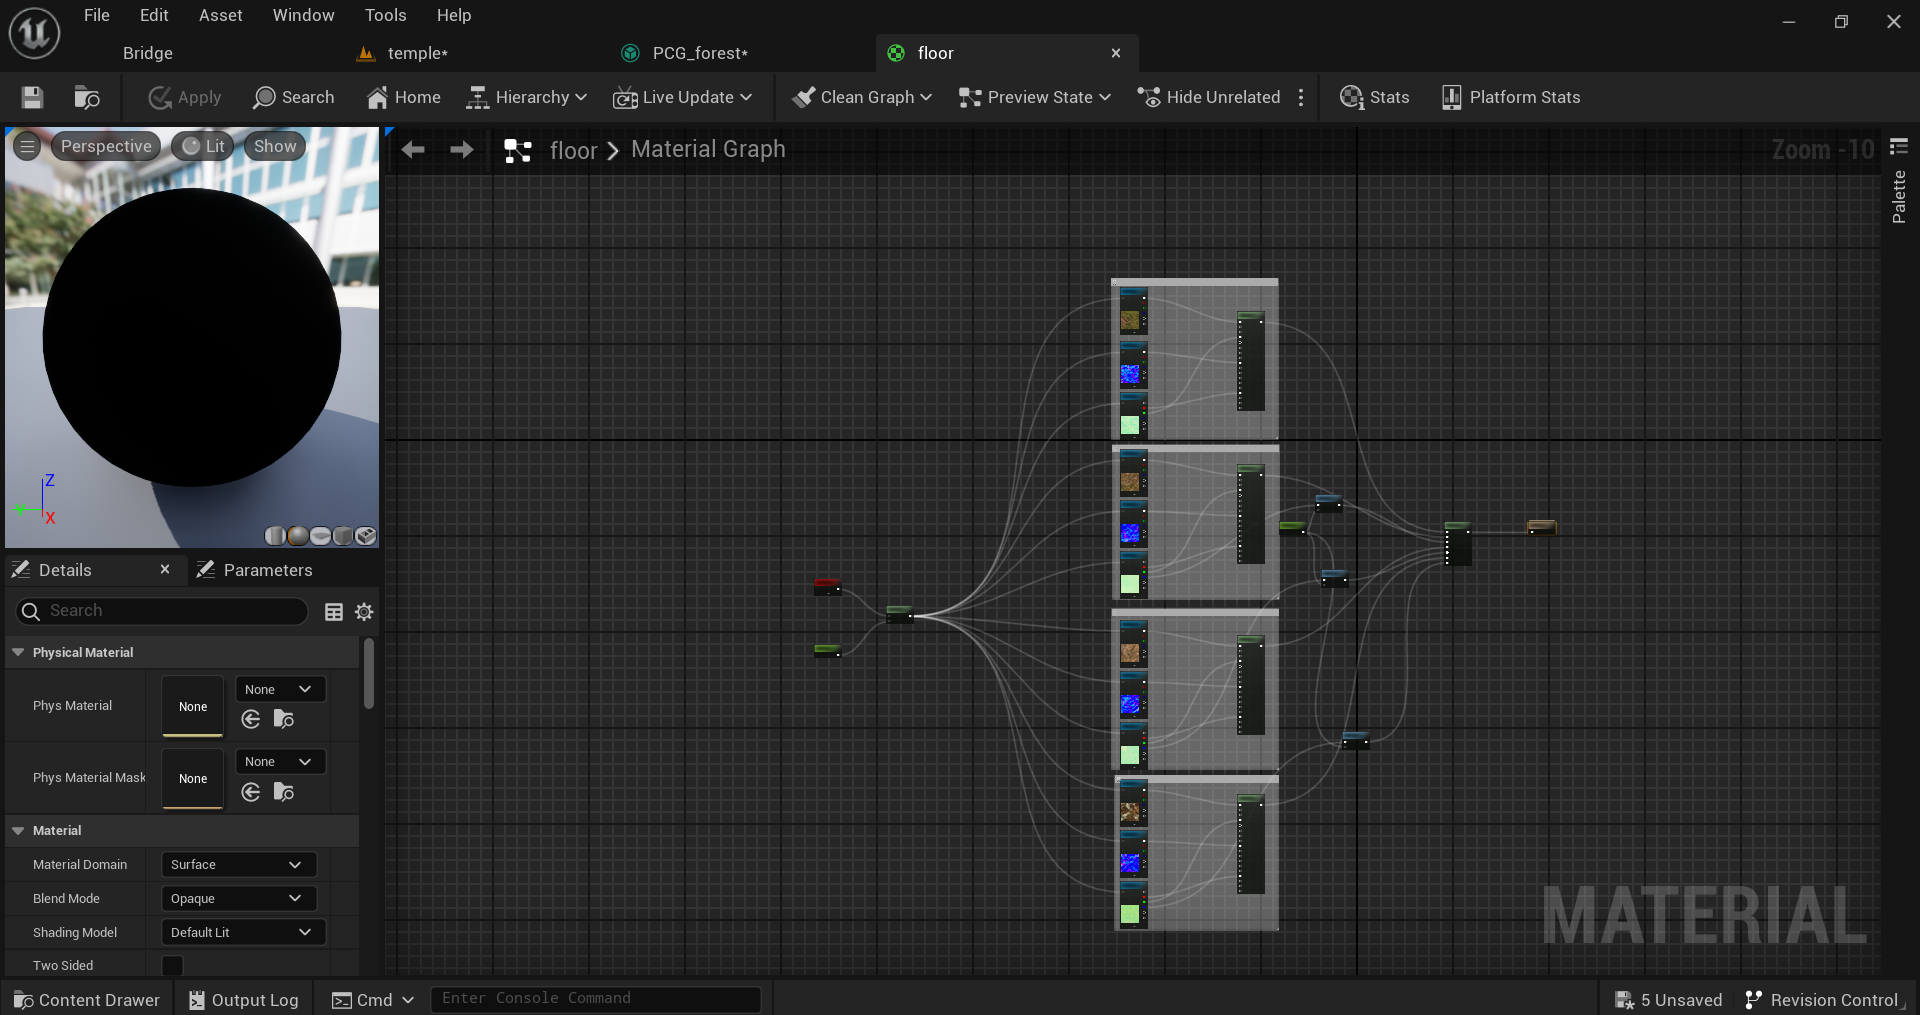 File Edit Asset Window Tools Help
Bridge temple* PCG_forest* floor
Apply Search Home Hierarchy Live Update Clean Graph Preview State Hide Unrelated Stats Platform Stats
Perspective Lit Show
floor Material Graph Zoom -10
Palette
Z
Y
X
Details Parameters
Search
Physical Material
Phys Material None None
Phys Material Mask None None
Material
Material Domain Surface
Blend Mode Opaque
Shading Model Default Lit
Two Sided
MATERIAL
Content Drawer Output Log Cmd Enter Console Command 5 Unsaved Revision Control